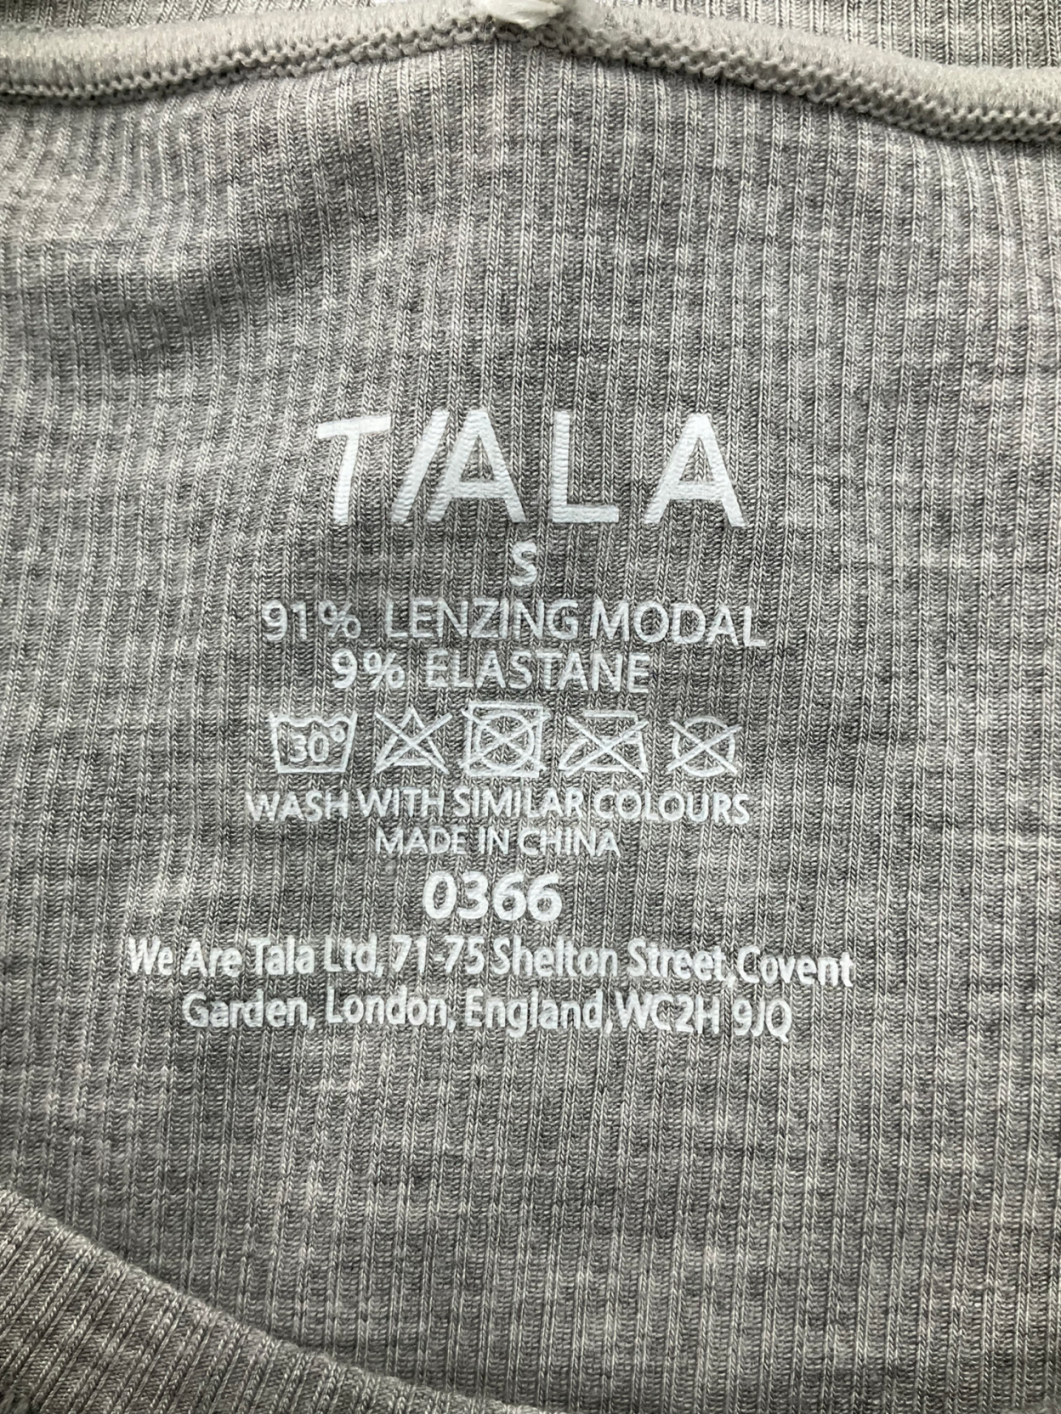 T/ALA
S
91% LENZING MODAL
9% ELASTANE
30°
WASH WITH SIMILAR COLOURS
MADE IN CHINA
0366
We Are Tala Ltd, 71-75 Shelton Street, Covent
Garden, London, England, WC2H 9JQ